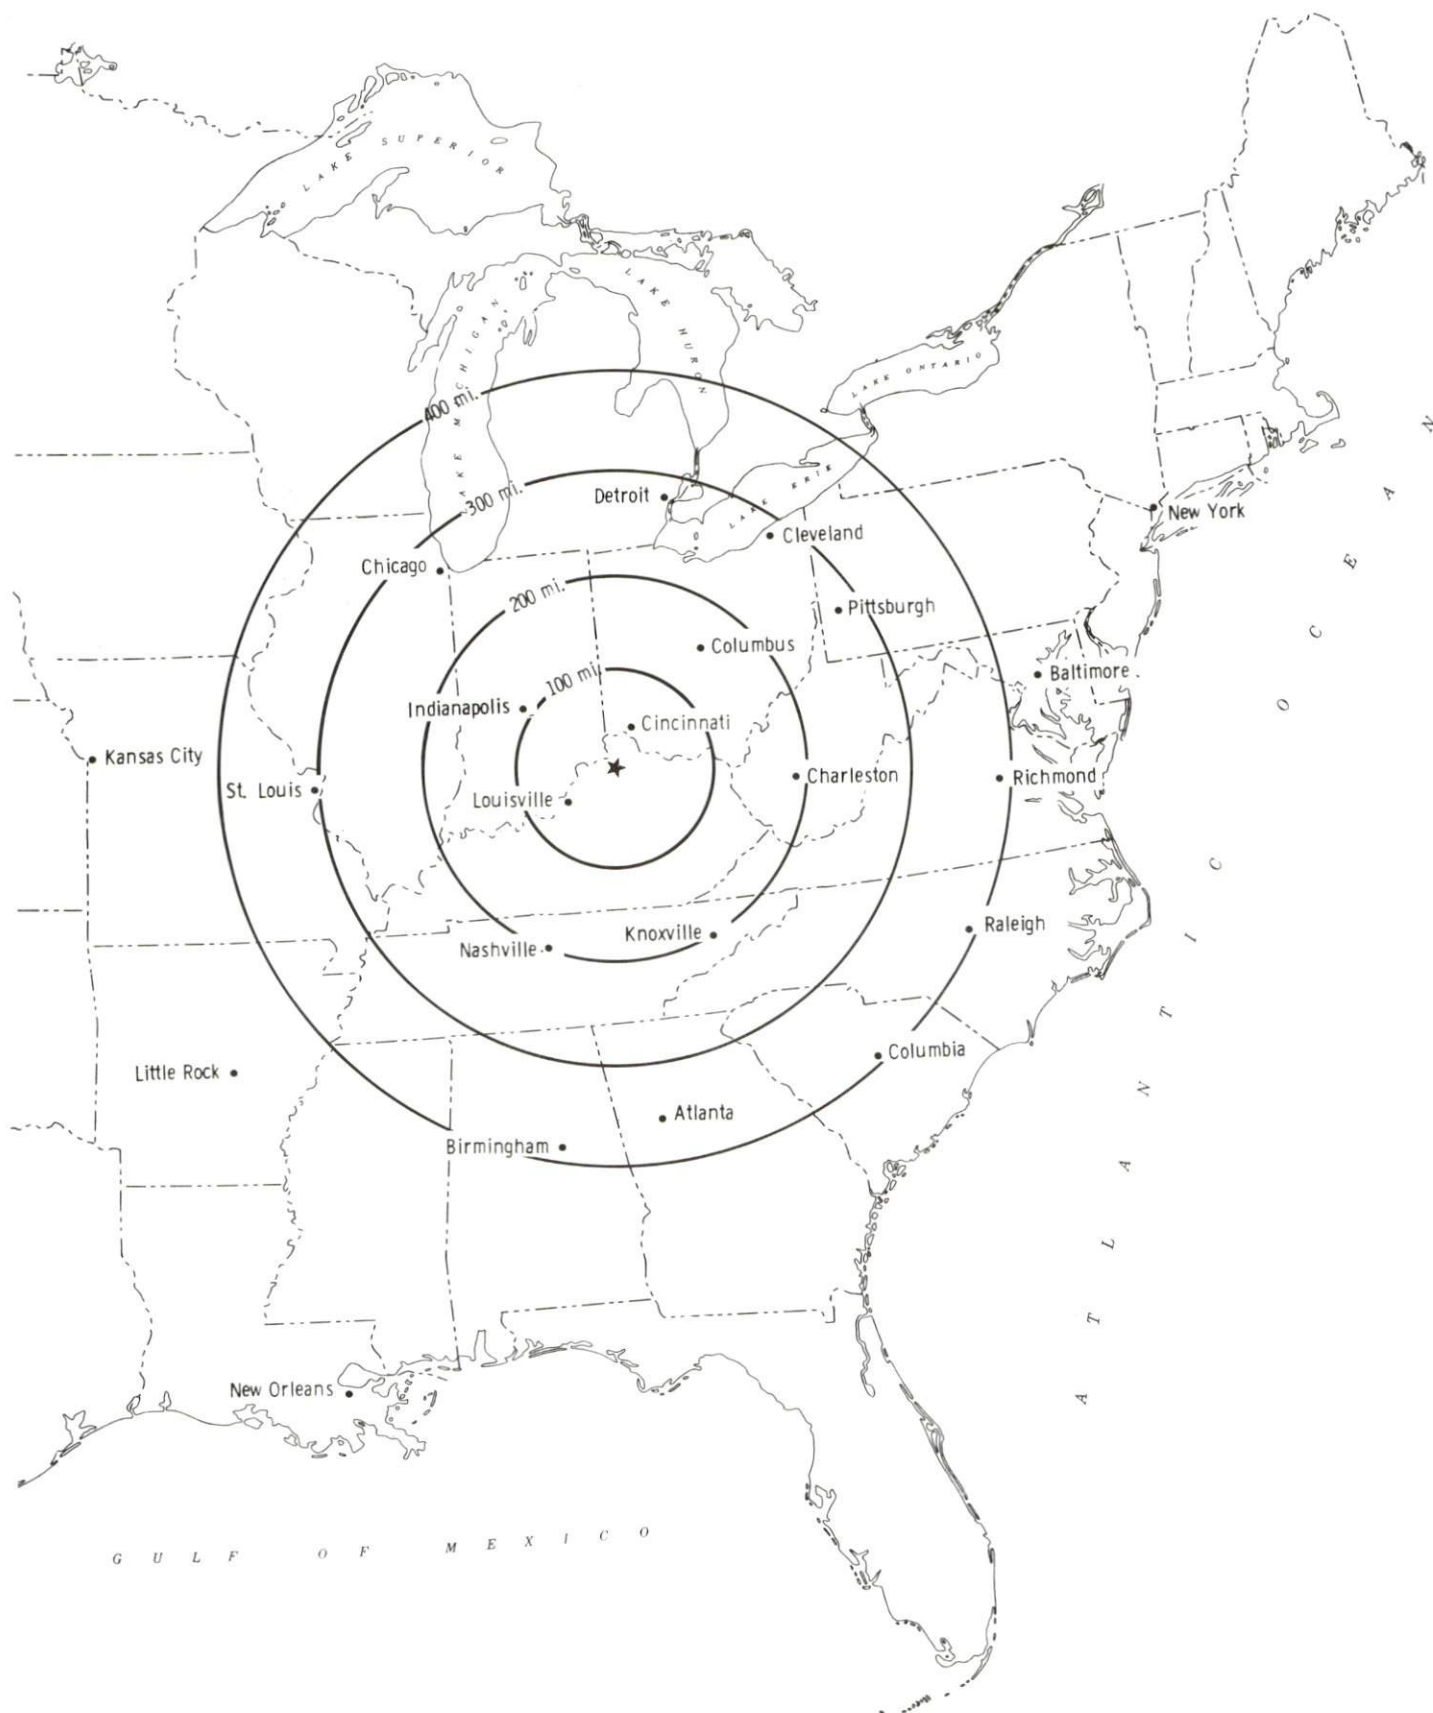 LAKE SUPERIOR
LAKE MICHIGAN
LAKE HURON
LAKE ONTARIO
LAKE ERIE
400 mi.
300 mi.
200 mi.
100 mi.
Detroit
Cleveland
New York
Chicago
Pittsburgh
Columbus
Baltimore
Indianapolis
Cincinnati
Kansas City
St. Louis
Louisville
Charleston
Richmond
Nashville
Knoxville
Raleigh
Little Rock
Columbia
Atlanta
Birmingham
New Orleans
ATLANTIC OCEAN
GULF OF MEXICO